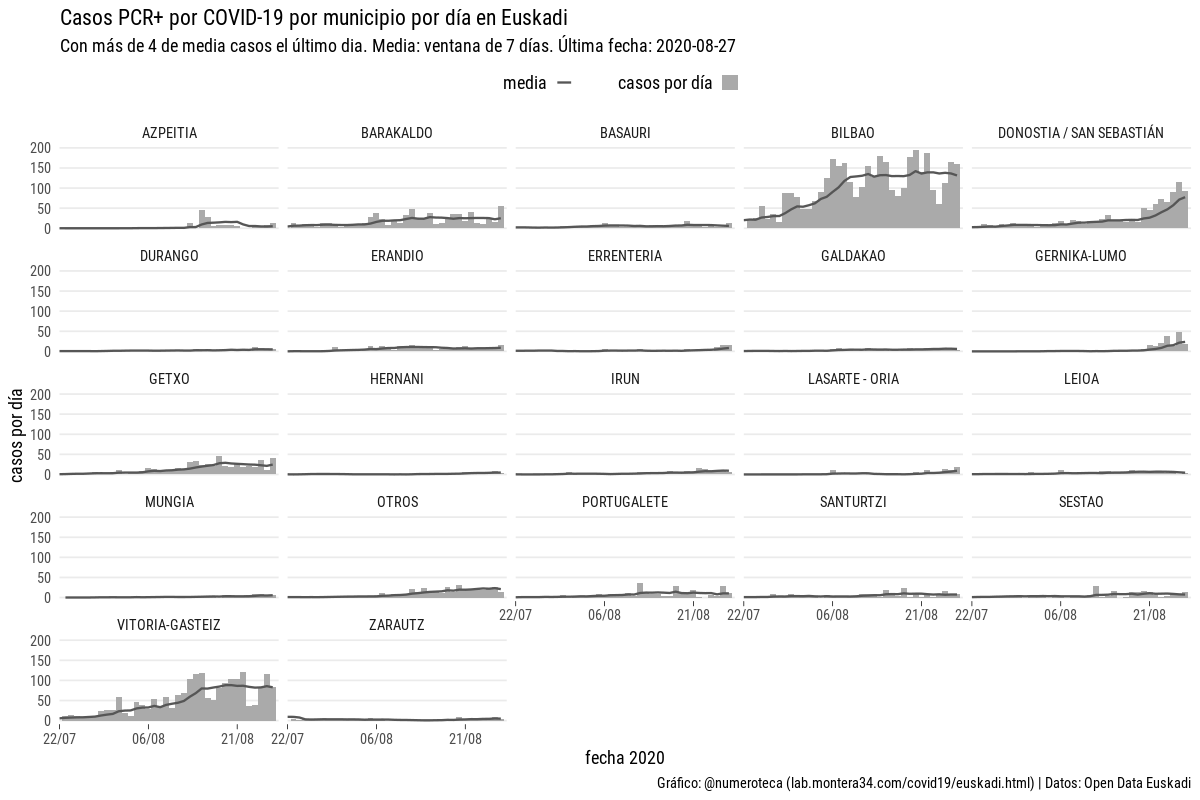 Casos PCR+ por COVID-19 por municipio por día en Euskadi
Con más de 4 de media casos el último dia. Media: ventana de 7 días. Última fecha: 2020-08-27
media casos por día
AZPEITIA BARAKALDO BASAURI BILBAO DONOSTIA / SAN SEBASTIÁN
200
150
100
50
0
DURANGO ERANDIO ERRENTERIA GALDAKAO GERNIKA-LUMO
200
150
100
50
0
casos por día
GETXO HERNANI IRUN LASARTE - ORIA LEIOA
200
150
100
50
0
MUNGIA OTROS PORTUGALETE SANTURTZI SESTAO
200
150
100
50
0
22/07 06/08 21/08 22/07 06/08 21/08 22/07 06/08 21/08
VITORIA-GASTEIZ ZARAUTZ
200
150
100
50
0
22/07 06/08 21/08 22/07 06/08 21/08
fecha 2020
Gráfico: @numeroteca (lab.montera34.com/covid19/euskadi.html) | Datos: Open Data Euskadi